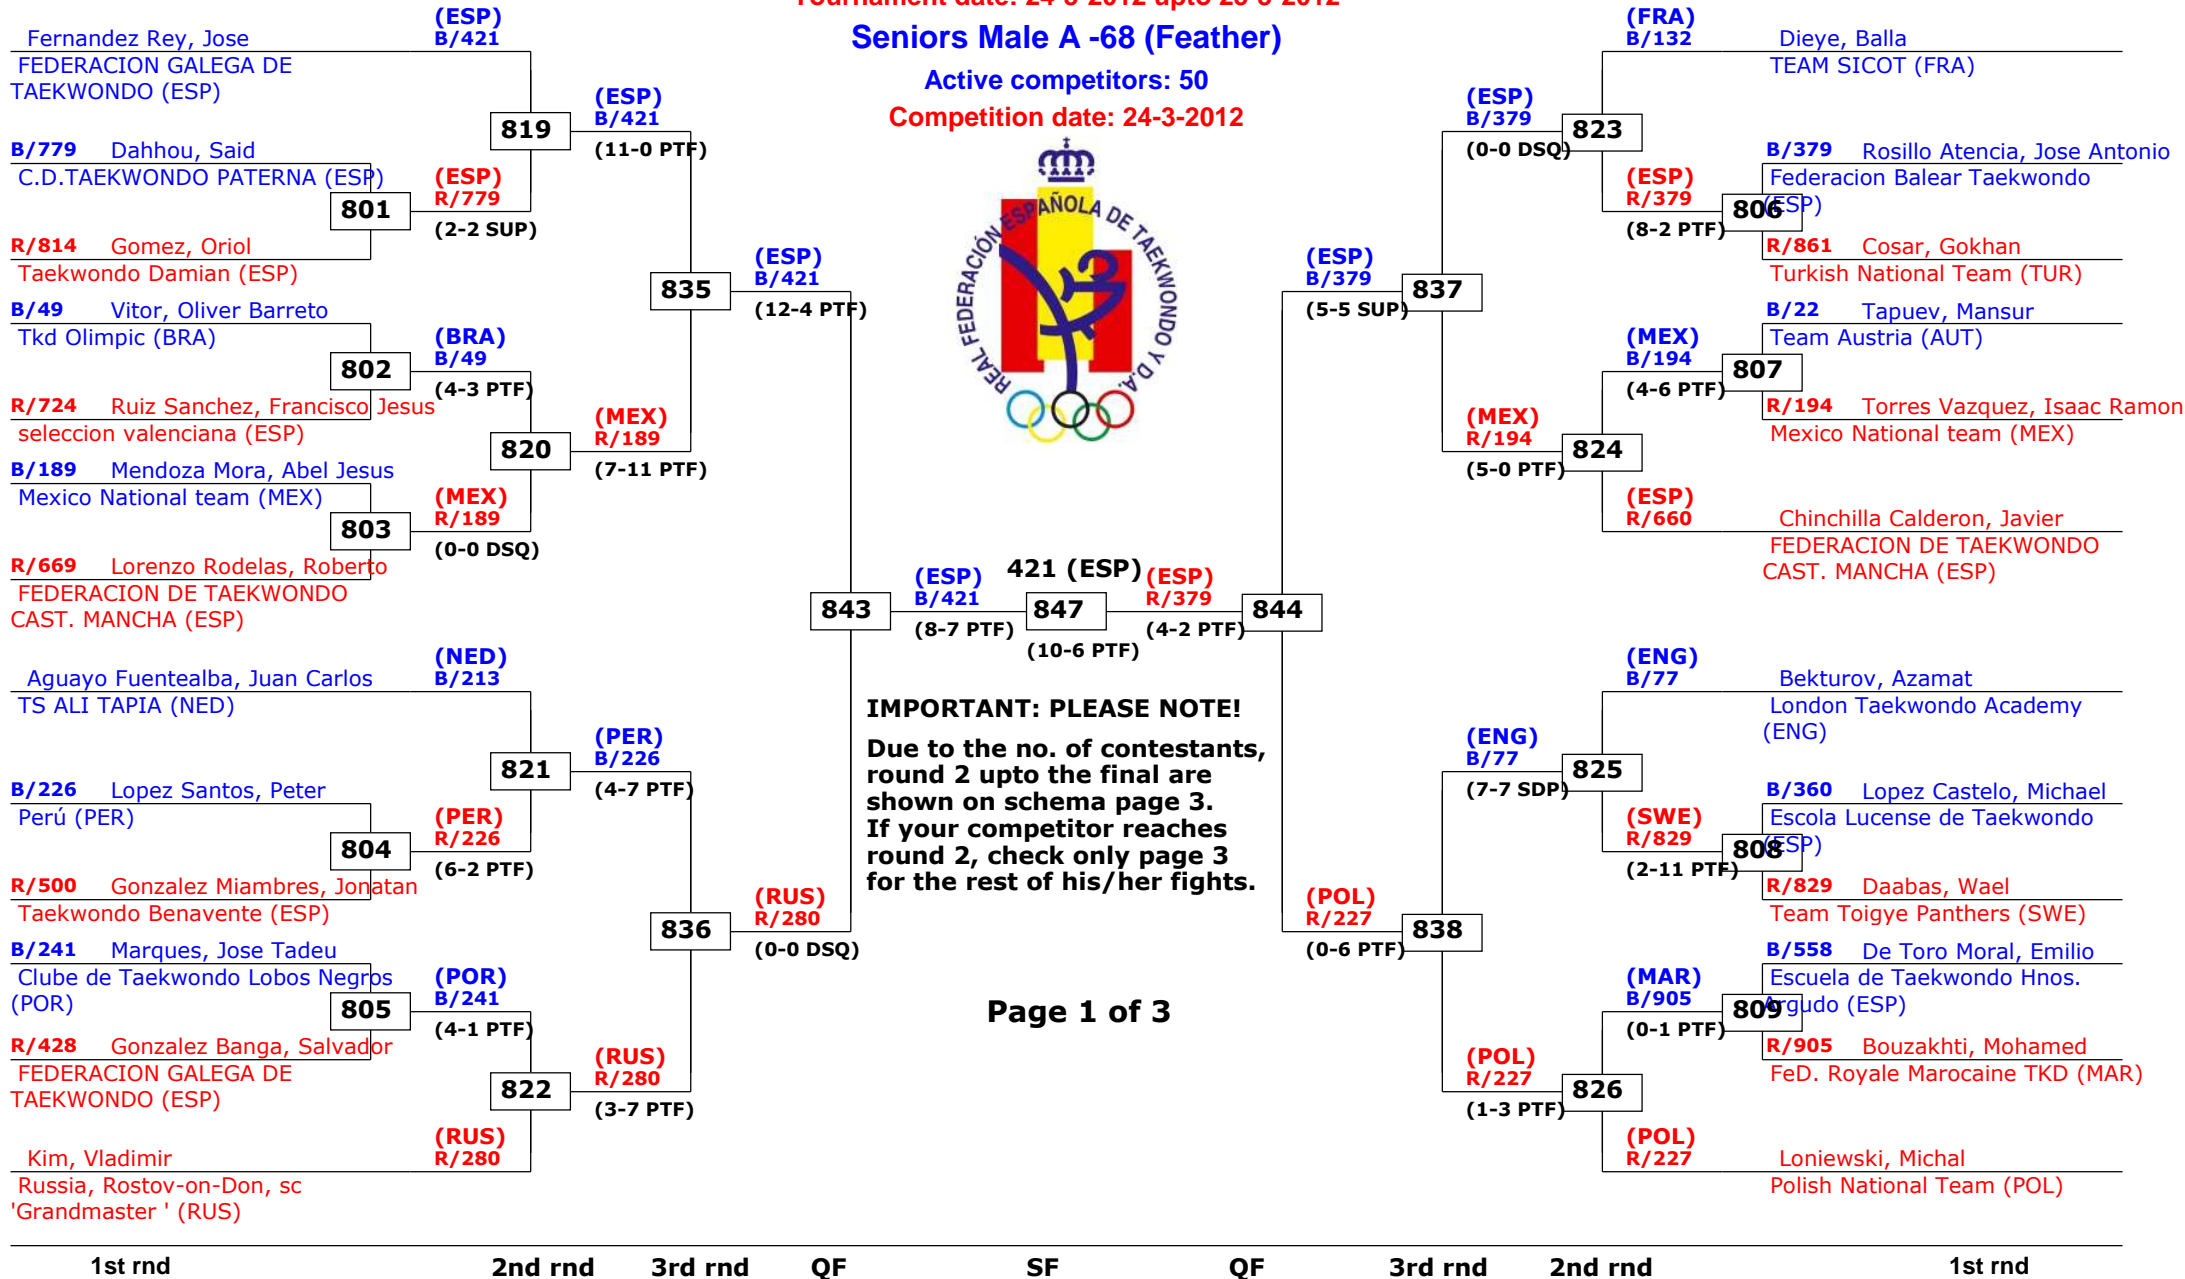 Tournament date: 24-3-2012 upto 25-3-2012
Seniors Male A -68 (Feather)
Active competitors: 50
Competition date: 24-3-2012
REAL FEDERACIÓN ESPAÑOLA DE TAEKWONDO Y D.A.
(ESP)
B/421
Fernandez Rey, Jose
FEDERACION GALEGA DE
TAEKWONDO (ESP)
B/779 Dahhou, Said
C.D.TAEKWONDO PATERNA (ESP)
801
(ESP)
R/779
(2-2 SUP)
R/814 Gomez, Oriol
Taekwondo Damian (ESP)
819
(ESP)
B/421
(11-0 PTF)
B/49 Vitor, Oliver Barreto
Tkd Olimpic (BRA)
802
(BRA)
B/49
(4-3 PTF)
R/724 Ruiz Sanchez, Francisco Jesus
seleccion valenciana (ESP)
820
(MEX)
R/189
(7-11 PTF)
B/189 Mendoza Mora, Abel Jesus
Mexico National team (MEX)
803
(MEX)
R/189
(0-0 DSQ)
R/669 Lorenzo Rodelas, Roberto
FEDERACION DE TAEKWONDO
CAST. MANCHA (ESP)
835
(ESP)
B/421
(12-4 PTF)
(NED)
B/213
Aguayo Fuentealba, Juan Carlos
TS ALI TAPIA (NED)
821
(PER)
B/226
(4-7 PTF)
B/226 Lopez Santos, Peter
Perú (PER)
804
(PER)
R/226
(6-2 PTF)
R/500 Gonzalez Miambres, Jonatan
Taekwondo Benavente (ESP)
836
(RUS)
R/280
(0-0 DSQ)
B/241 Marques, Jose Tadeu
Clube de Taekwondo Lobos Negros
(POR)
805
(POR)
B/241
(4-1 PTF)
R/428 Gonzalez Banga, Salvador
FEDERACION GALEGA DE
TAEKWONDO (ESP)
822
(RUS)
R/280
(3-7 PTF)
(RUS)
R/280
Kim, Vladimir
Russia, Rostov-on-Don, sc
'Grandmaster ' (RUS)
843
(ESP)
B/421
(8-7 PTF)
421 (ESP)
847
(10-6 PTF)
(ESP)
R/379
(4-2 PTF)
844
IMPORTANT: PLEASE NOTE!
Due to the no. of contestants,
round 2 upto the final are
shown on schema page 3.
If your competitor reaches
round 2, check only page 3
for the rest of his/her fights.
Page 1 of 3
(FRA)
B/132
Dieye, Balla
TEAM SICOT (FRA)
(ESP)
B/379
(0-0 DSQ)
823
B/379 Rosillo Atencia, Jose Antonio
Federacion Balear Taekwondo
(ESP)
(ESP)
R/379
(8-2 PTF)
806
R/861 Cosar, Gokhan
Turkish National Team (TUR)
(ESP)
B/379
(5-5 SUP)
837
B/22 Tapuev, Mansur
Team Austria (AUT)
(MEX)
B/194
(4-6 PTF)
807
R/194 Torres Vazquez, Isaac Ramon
Mexico National team (MEX)
(MEX)
R/194
(5-0 PTF)
824
(ESP)
R/660
Chinchilla Calderon, Javier
FEDERACION DE TAEKWONDO
CAST. MANCHA (ESP)
(ENG)
B/77
Bekturov, Azamat
London Taekwondo Academy
(ENG)
(ENG)
B/77
(7-7 SDP)
825
B/360 Lopez Castelo, Michael
Escola Lucense de Taekwondo
(ESP)
(SWE)
R/829
(2-11 PTF)
808
R/829 Daabas, Wael
Team Toigye Panthers (SWE)
(POL)
R/227
(0-6 PTF)
838
B/558 De Toro Moral, Emilio
Escuela de Taekwondo Hnos.
Argudo (ESP)
(MAR)
B/905
(0-1 PTF)
809
R/905 Bouzakhti, Mohamed
FeD. Royale Marocaine TKD (MAR)
(POL)
R/227
(1-3 PTF)
826
(POL)
R/227
Loniewski, Michal
Polish National Team (POL)
1st rnd 2nd rnd 3rd rnd QF SF QF 3rd rnd 2nd rnd 1st rnd